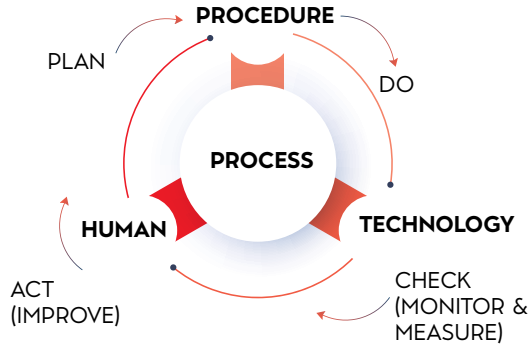 PROCEDURE
PLAN
DO
PROCESS
HUMAN
TECHNOLOGY
ACT
(IMPROVE)
CHECK
(MONITOR &
MEASURE)